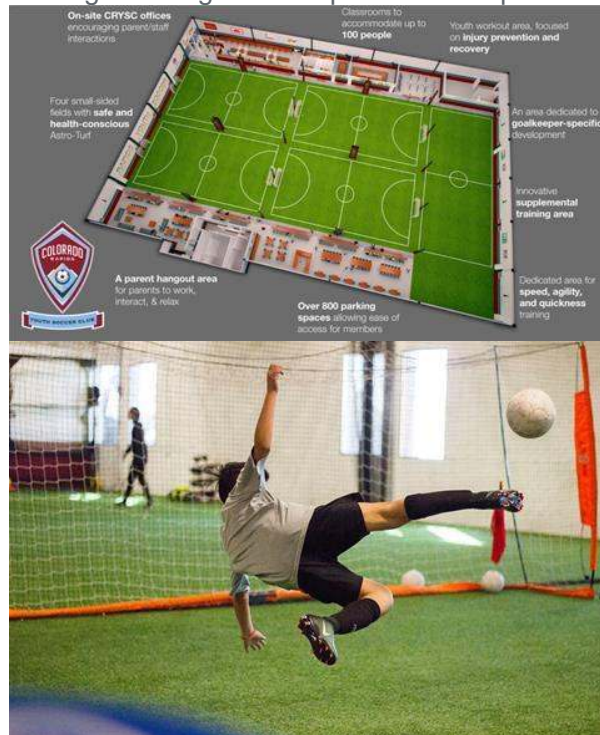 On-site CRYSC offices
encouraging parent/staff
interactions
Classrooms to
accommodate up to
100 people
Youth workout area, focused
on injury prevention and
recovery
Four small-sided
fields with safe and
health-conscious
Astro-Turf
An area dedicated to
goalkeeper-specific
development
Innovative
supplemental
training area
COLORADO
RAPIDS
YOUTH SOCCER CLUB
A parent hangout area
for parents to work,
interact, & relax
Over 800 parking
spaces allowing ease of
access for members
Dedicated area for
speed, agility,
and quickness
training